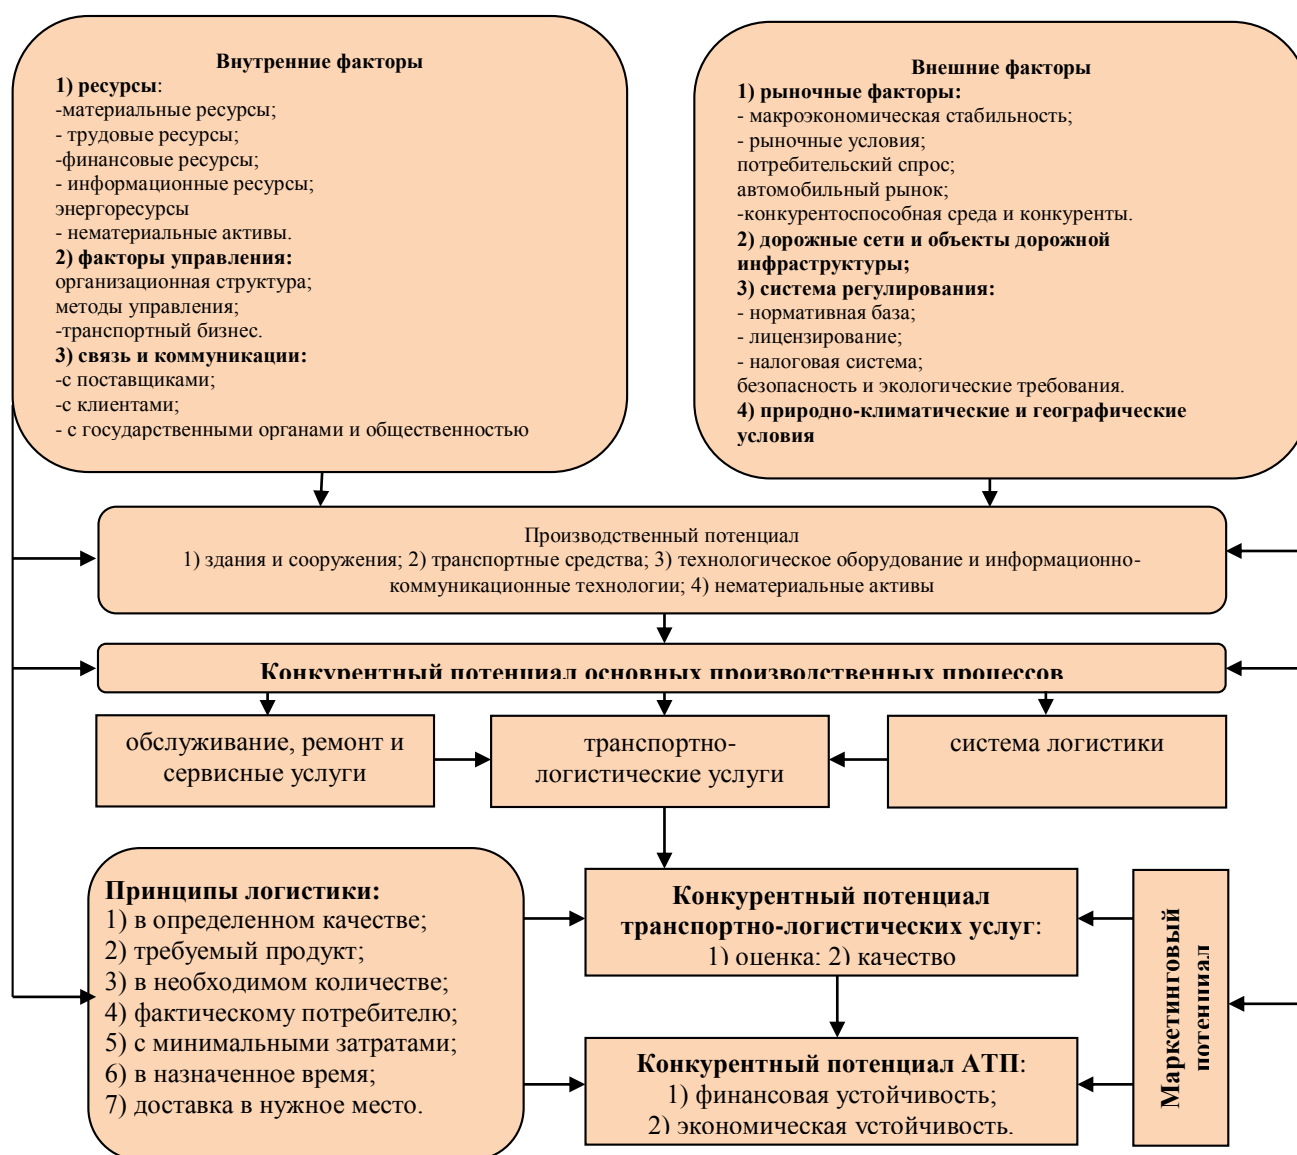 Внутренние факторы
1) ресурсы:
-материальные ресурсы;
- трудовые ресурсы;
-финансовые ресурсы;
- информационные ресурсы;
энергоресурсы
- нематериальные активы.
2) факторы управления:
организационная структура;
методы управления;
-транспортный бизнес.
3) связь и коммуникации:
-с поставщиками;
-с клиентами;
- с государственными органами и общественностью
Внешние факторы
1) рыночные факторы:
- макроэкономическая стабильность;
- рыночные условия;
потребительский спрос;
автомобильный рынок;
-конкурентоспособная среда и конкуренты.
2) дорожные сети и объекты дорожной
инфраструктуры;
3) система регулирования:
- нормативная база;
- лицензирование;
- налоговая система;
безопасность и экологические требования.
4) природно-климатические и географические
условия
Производственный потенциал
1) здания и сооружения; 2) транспортные средства; 3) технологическое оборудование и информационно-
коммуникационные технологии; 4) нематериальные активы
Конкурентный потенциал основных производственных процессов
обслуживание, ремонт и
сервисные услуги
транспортно-
логистические услуги
система логистики
Принципы логистики:
1) в определенном качестве;
2) требуемый продукт;
3) в необходимом количестве;
4) фактическому потребителю;
5) с минимальными затратами;
6) в назначенное время;
7) доставка в нужное место.
Конкурентный потенциал
транспортно-логистических услуг:
1) оценка; 2) качество
Конкурентный потенциал АТП:
1) финансовая устойчивость;
2) экономическая устойчивость.
Маркетинговый
потенциал